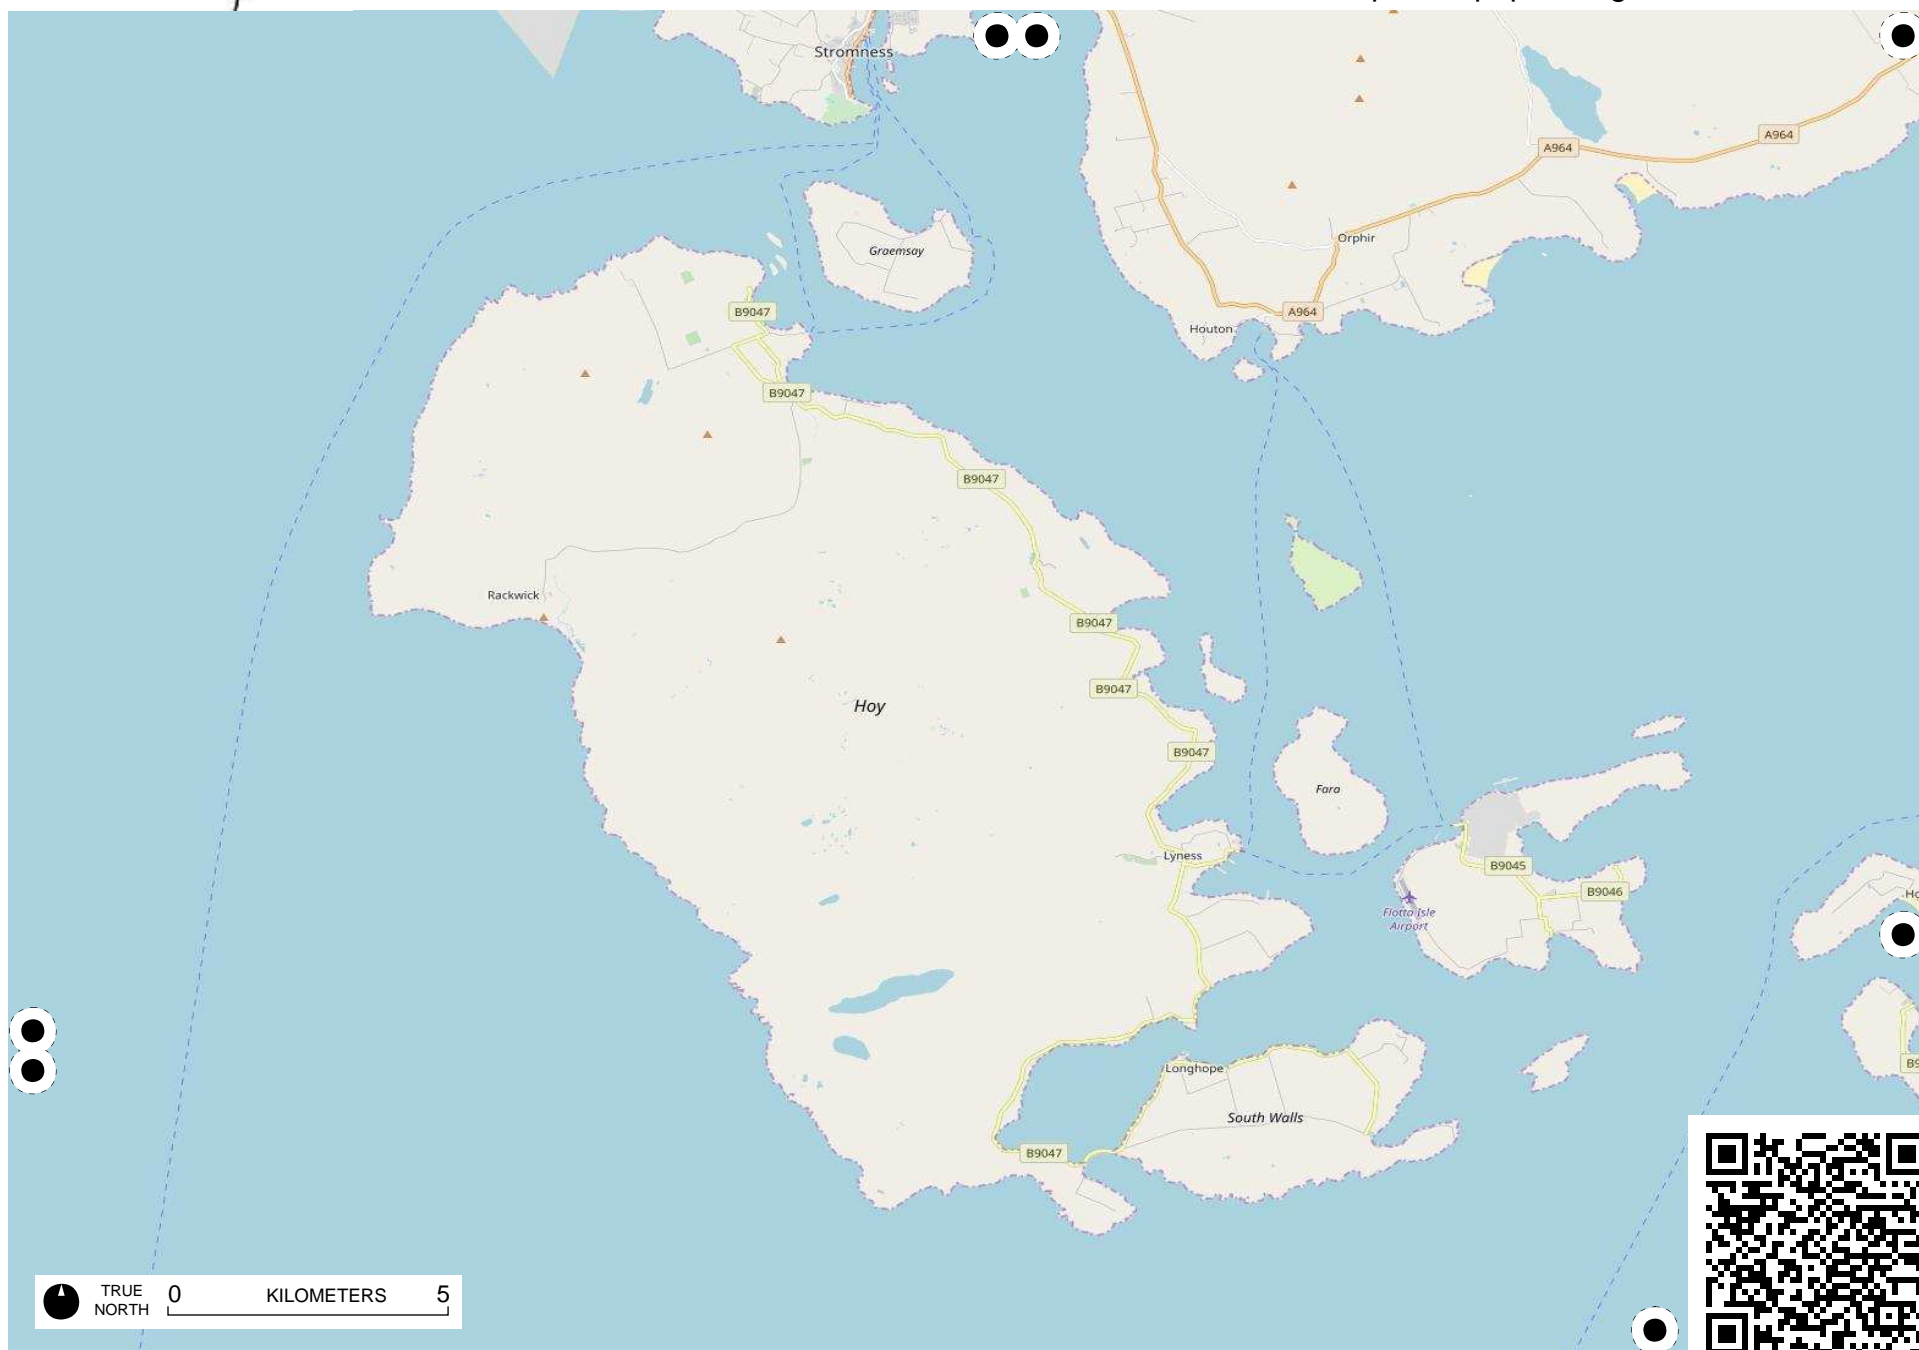 Stromness
A964
A964
Orphir
Graemsay
B9047
A964
Houton
B9047
B9047
Rackwick
B9047
B9047
Hoy
B9047
Fara
Lyness
B9045
B9046
Flotta Isle
Airport
Longhope
South Walls
B9047
TRUE
NORTH
0 KILOMETERS 5